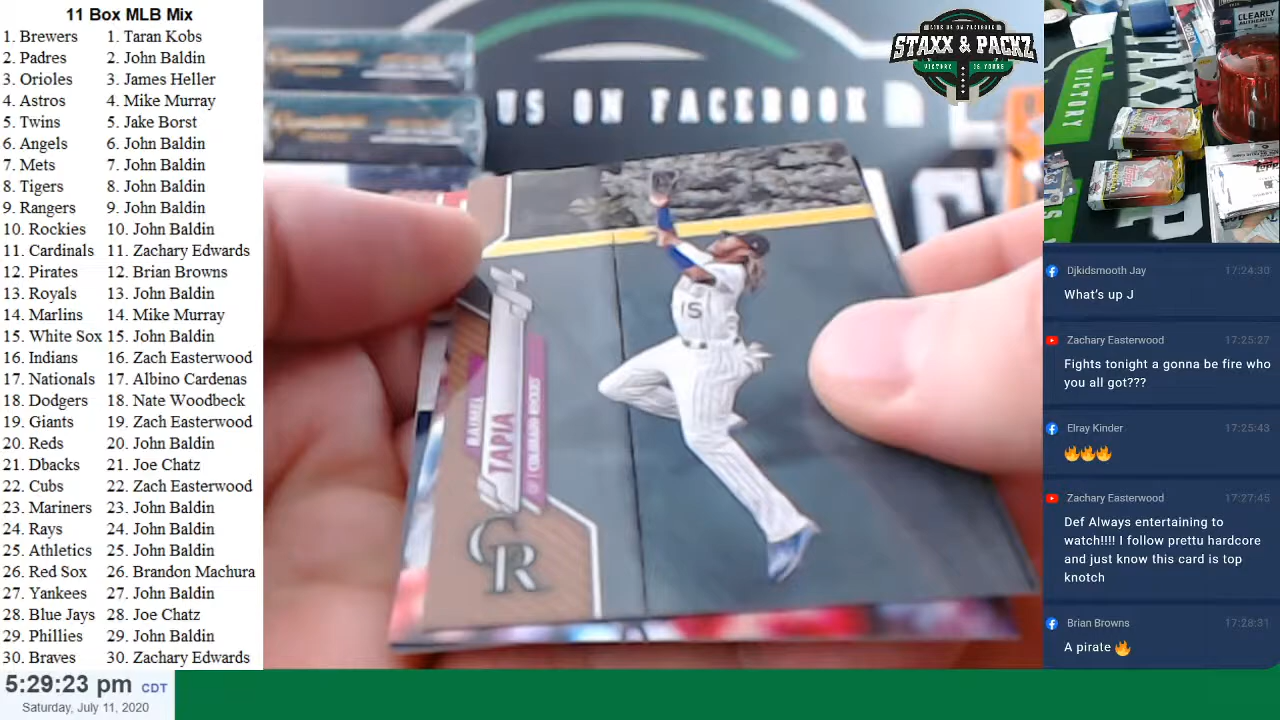 11 Box MLB Mix
1. Brewers 1. Taran Kobs
2. Padres 2. John Baldin
3. Orioles 3. James Heller
4. Astros 4. Mike Murray
5. Twins 5. Jake Borst
6. Angels 6. John Baldin
7. Mets 7. John Baldin
8. Tigers 8. John Baldin
9. Rangers 9. John Baldin
10. Rockies 10. John Baldin
11. Cardinals 11. Zachary Edwards
12. Pirates 12. Brian Browns
13. Royals 13. John Baldin
14. Marlins 14. Mike Murray
15. White Sox 15. John Baldin
16. Indians 16. Zach Easterwood
17. Nationals 17. Albino Cardenas
18. Dodgers 18. Nate Woodbeck
19. Giants 19. Zach Easterwood
20. Reds 20. John Baldin
21. Dbacks 21. Joe Chatz
22. Cubs 22. Zach Easterwood
23. Mariners 23. John Baldin
24. Rays 24. John Baldin
25. Athletics 25. John Baldin
26. Red Sox 26. Brandon Machura
27. Yankees 27. John Baldin
28. Blue Jays 28. Joe Chatz
29. Phillies 29. John Baldin
30. Braves 30. Zachary Edwards
5:29:23 pm CDT
Saturday, July 11, 2020
US ON FACEBOOK
LIKE US ON FACEBOOK
STAXX & PACKZ
VICTORY IS YOURS
15
RAIMEL
TAPIA
OF COLORADO ROCKIES
CR
CLEARLY
VICTORY
Djkidsmooth Jay 17:24:30
What's up J
Zachary Easterwood 17:25:27
Fights tonight a gonna be fire who
you all got???
Elray Kinder 17:25:43
🔥🔥🔥
Zachary Easterwood 17:27:45
Def Always entertaining to
watch!!!! I follow prettu hardcore
and just know this card is top
knotch
Brian Browns 17:28:31
A pirate 🔥